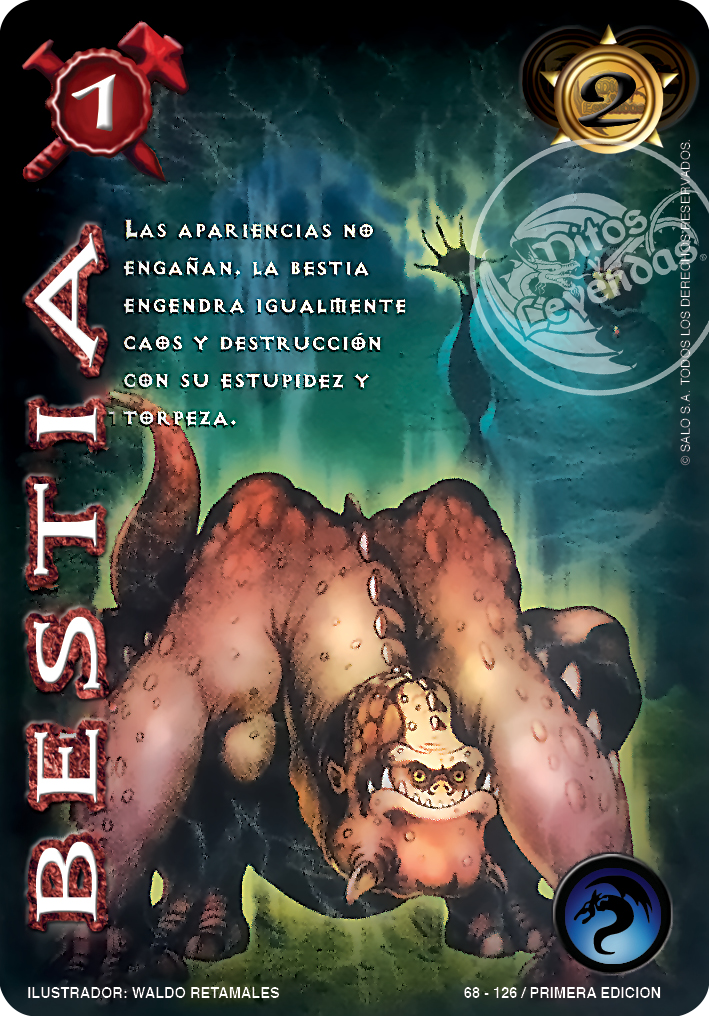 1
2
BESTIA
LAS APARIENCIAS NO
ENGAÑAN, LA BESTIA
ENGENDRA IGUALMENTE
CAOS Y DESTRUCCIÓN
CON SU ESTUPIDEZ Y
TORPEZA.
Mitos
Leyendas
© SALO S.A. TODOS LOS DERECHOS RESERVADOS.
ILUSTRADOR: WALDO RETAMALES
68 - 126 / PRIMERA EDICION